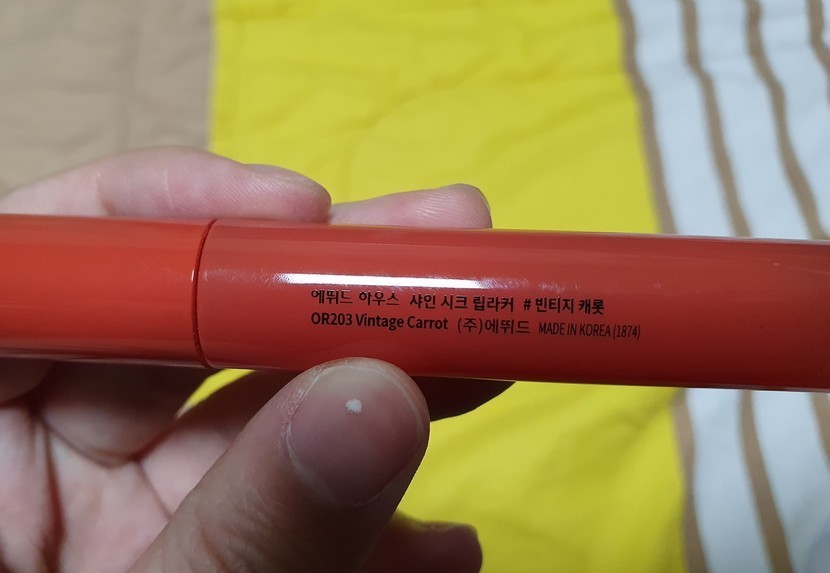 에뛰드 하우스 샤인 시크 립라커 # 빈티지 캐롯
OR203 Vintage Carrot (주)에뛰드 MADE IN KOREA (1874)